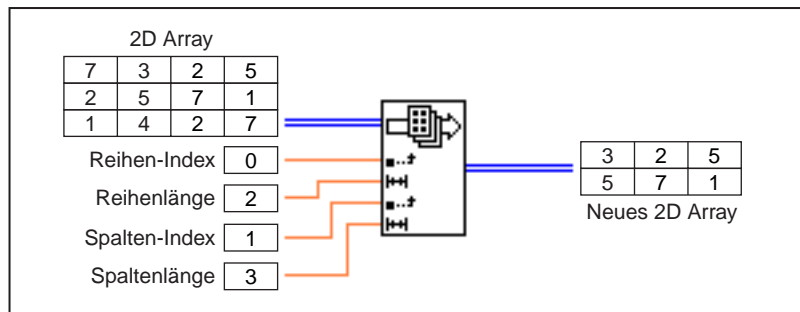 2D Array
7 3 2 5
2 5 7 1
1 4 2 7
Reihen-Index 0
Reihenlänge 2
Spalten-Index 1
Spaltenlänge 3
3 2 5
5 7 1
Neues 2D Array